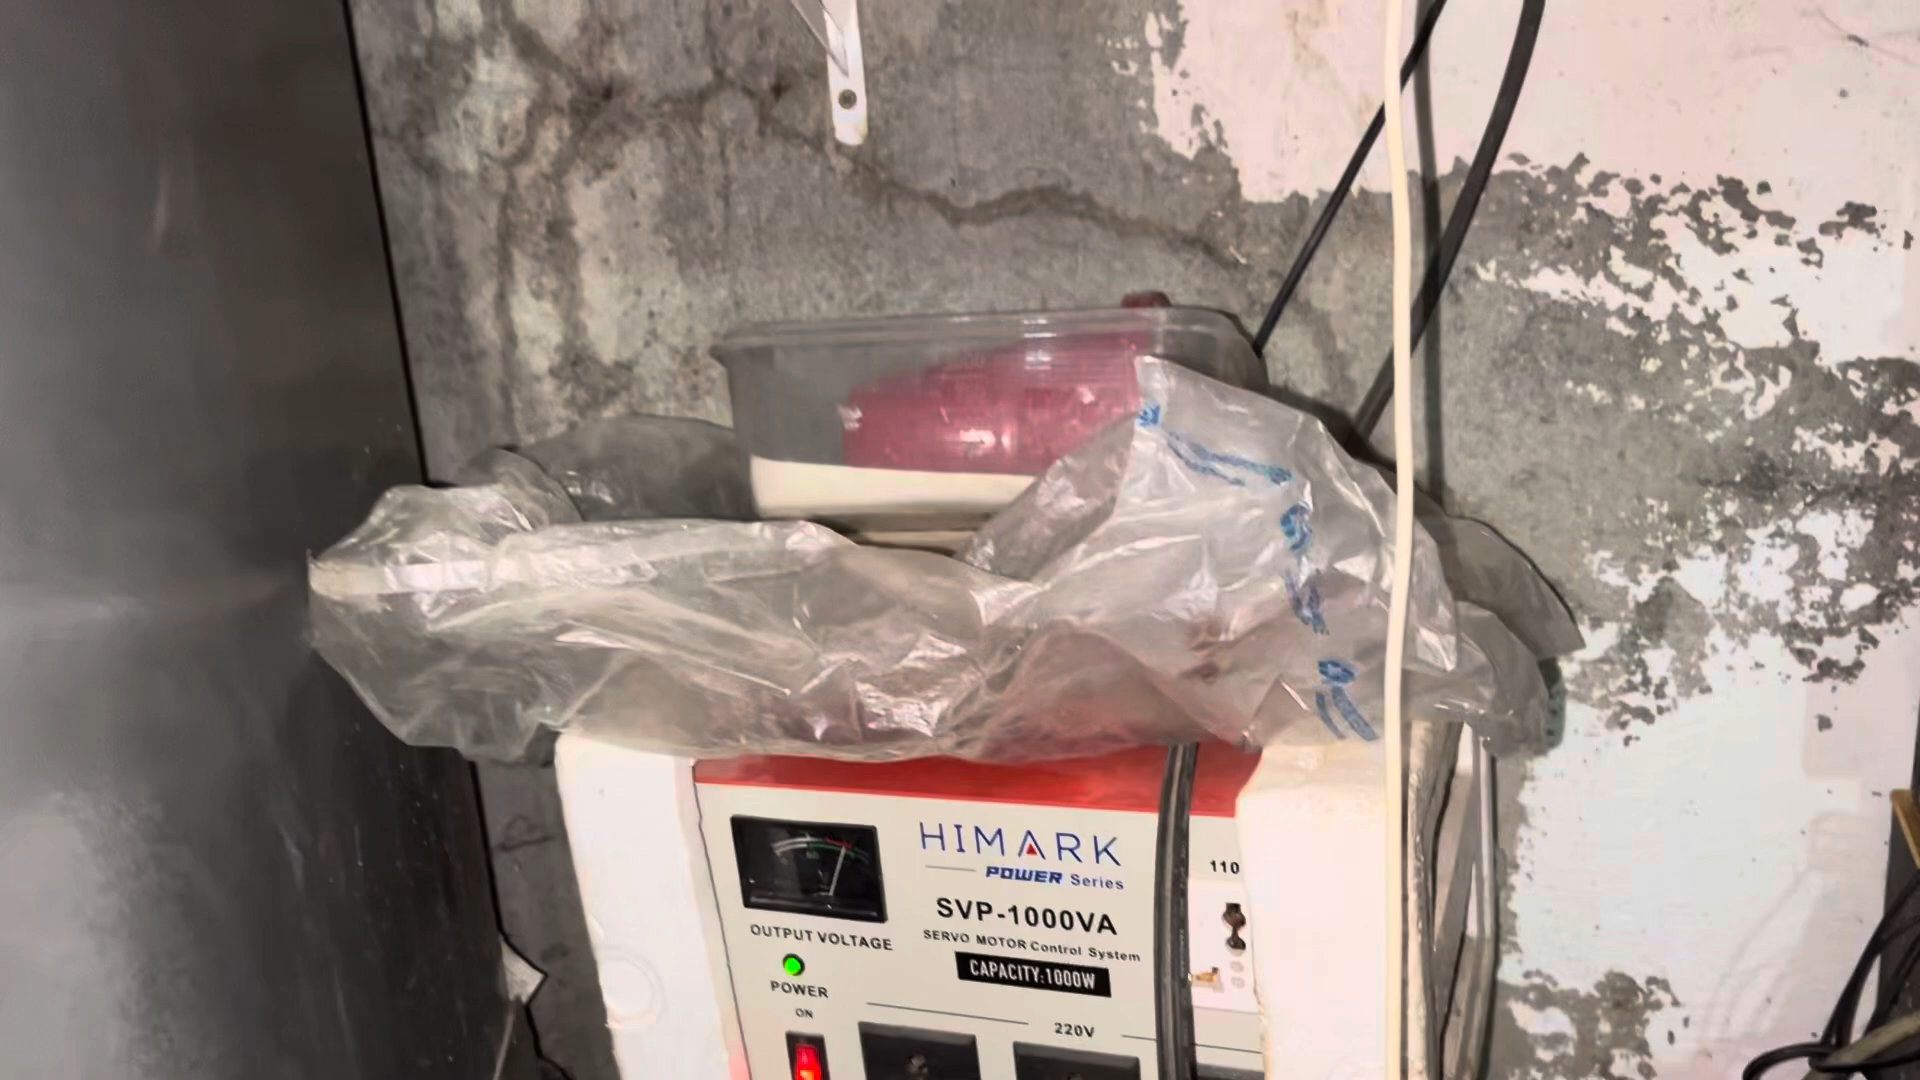 HIMARK
POWER Series
110
SVP-1000VA
SERVO MOTOR Control System
CAPACITY:1000W
OUTPUT VOLTAGE
POWER
ON
220V